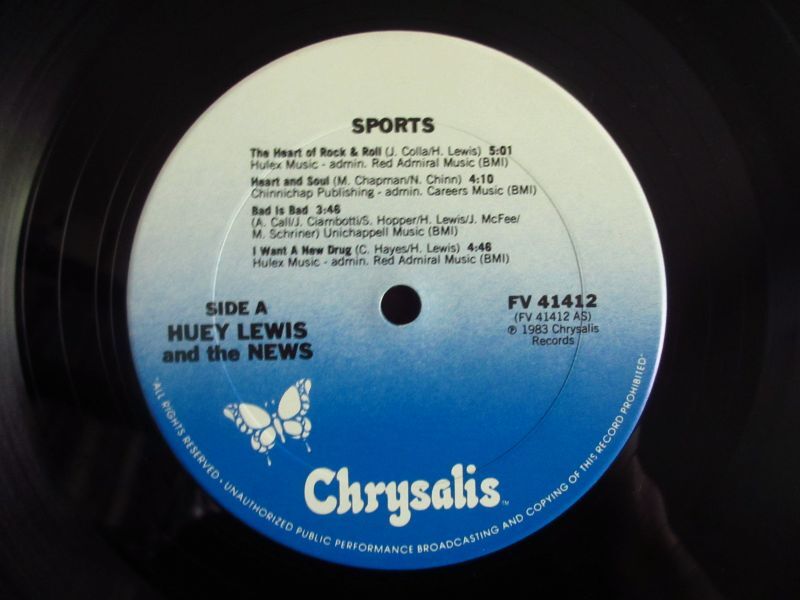 SPORTS
The Heart of Rock & Roll (J. Colla/H. Lewis) 5:01
Hulex Music - admin. Red Admiral Music (BMI)
Heart and Soul (M. Chapman/N. Chinn) 4:10
Chinnichap Publishing - admin. Careers Music (BMI)
Bad Is Bad 3:46
(A. Call/J. Ciambotti/S. Hopper/H. Lewis/J. McFee/
M. Schriner) Unichappell Music (BMI)
I Want A New Drug (C. Hayes/H. Lewis) 4:46
Hulex Music - admin. Red Admiral Music (BMI)
SIDE A
HUEY LEWIS
and the NEWS
FV 41412
(FV 41412 AS)
℗ 1983 Chrysalis
Records
Chrysalis™
·ALL RIGHTS RESERVED · UNAUTHORIZED PUBLIC PERFORMANCE BROADCASTING AND COPYING OF THIS RECORD PROHIBITED·